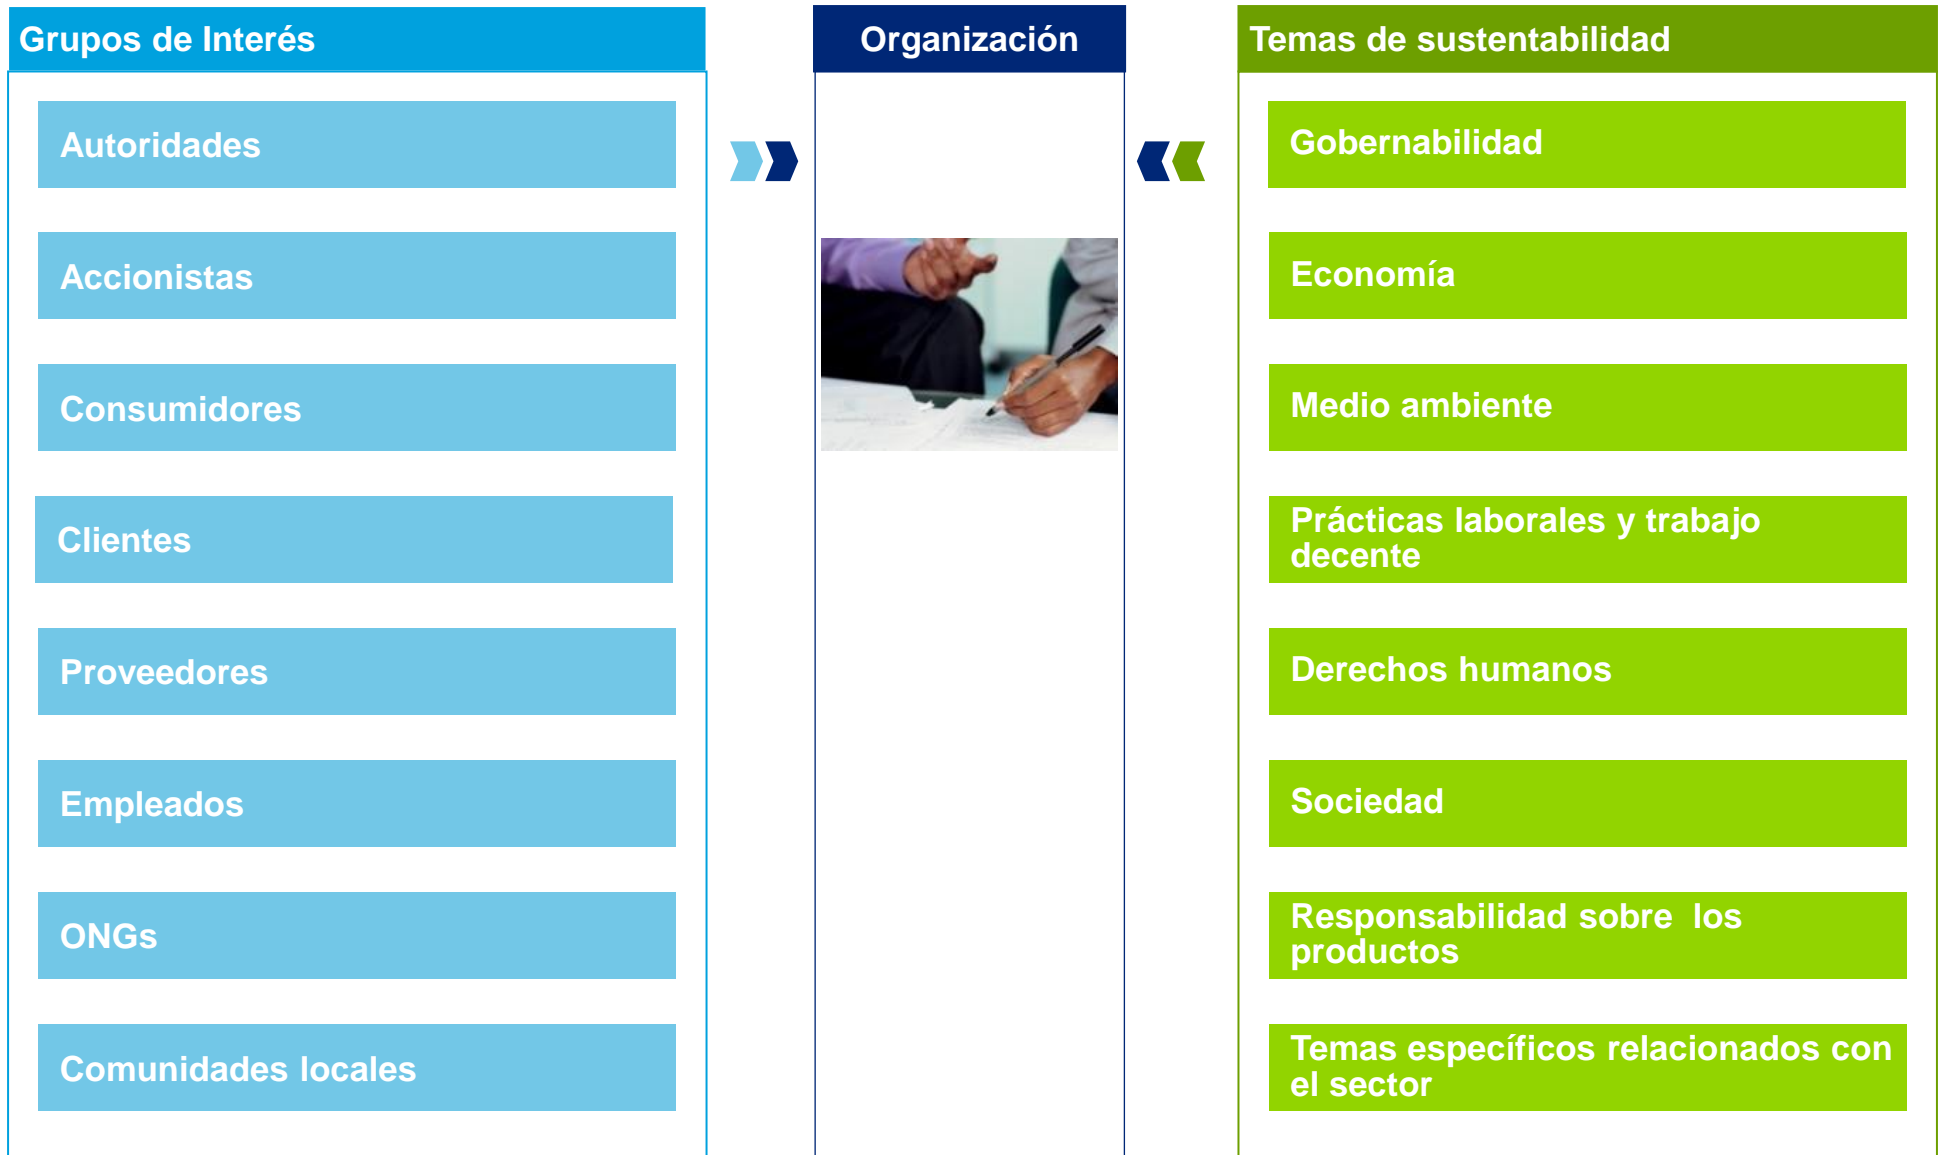 Grupos de Interés
Autoridades
Accionistas
Consumidores
Clientes
Proveedores
Empleados
ONGs
Comunidades locales
Organización
Temas de sustentabilidad
Gobernabilidad
Economía
Medio ambiente
Prácticas laborales y trabajo
decente
Derechos humanos
Sociedad
Responsabilidad sobre  los
productos
Temas específicos relacionados con
el sector